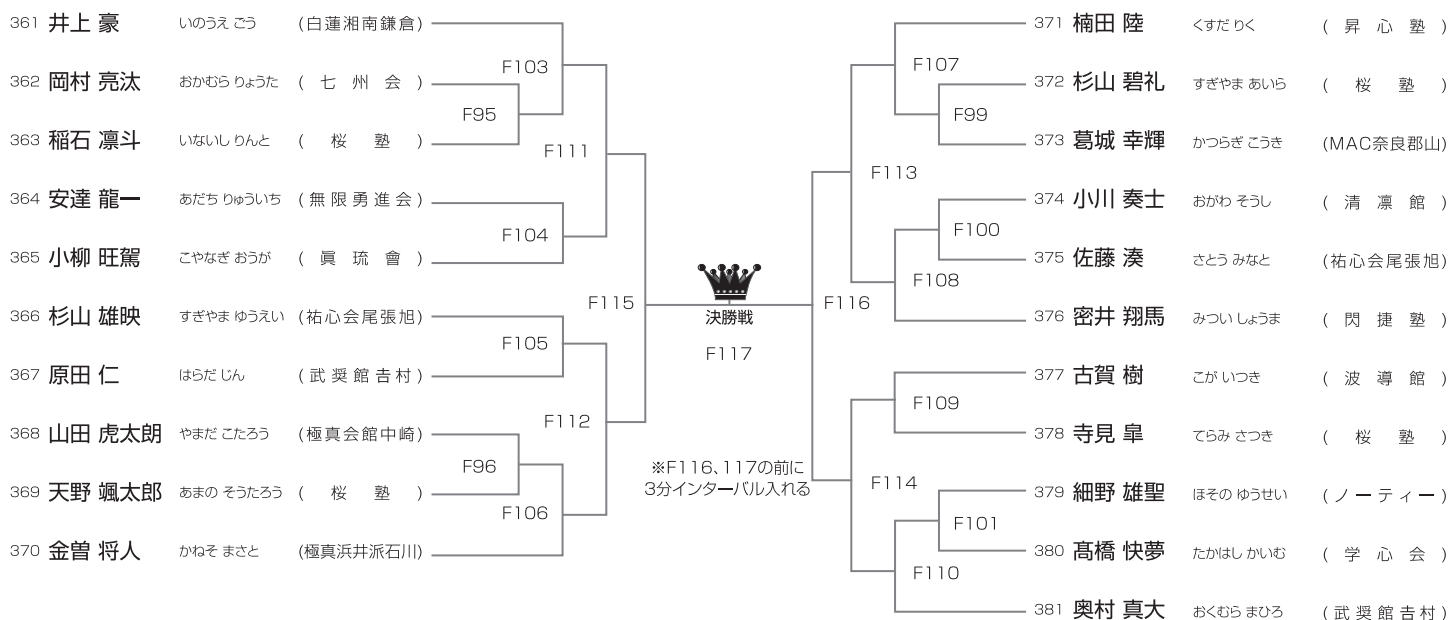 361 井上 豪 いのうえ ごう (白蓮湘南鎌倉)
362 岡村 亮汰 おかむら りょうた ( 七 州 会 )
363 稲石 凛斗 いないし りんと ( 桜 塾 )
364 安達 龍一 あだち りゅういち (無限勇進会)
365 小柳 旺駕 こやなぎ おうが ( 眞 琉 會 )
366 杉山 雄映 すぎやま ゆうえい (祐心会尾張旭)
367 原田 仁 はらだ じん (武奨館𠮷村)
368 山田 虎太朗 やまだ こたろう (極真会館中崎)
369 天野 颯太郎 あまの そうたろう ( 桜 塾 )
370 金曽 将人 かねそ まさと (極真浜井派石川)
F103
F95
F111
F104
F115
F105
F112
F96
F106
決勝戦
F117
※F116、117の前に
3分インターバル入れる
F107
F99
F113
F100
F108
F116
F109
F114
F101
F110
371 楠田 陸 くすだ りく ( 昇 心 塾 )
372 杉山 碧礼 すぎやま あいら ( 桜 塾 )
373 葛城 幸輝 かつらぎ こうき (MAC奈良郡山)
374 小川 奏士 おがわ そうし ( 清 凛 館 )
375 佐藤 湊 さとう みなと (祐心会尾張旭)
376 密井 翔馬 みつい しょうま ( 閃 捷 塾 )
377 古賀 樹 こが いつき ( 波 導 館 )
378 寺見 皐 てらみ さつき ( 桜 塾 )
379 細野 雄聖 ほその ゆうせい (ノーティー)
380 髙橋 快夢 たかはし かいむ ( 学 心 会 )
381 奥村 真大 おくむら まひろ (武奨館𠮷村)